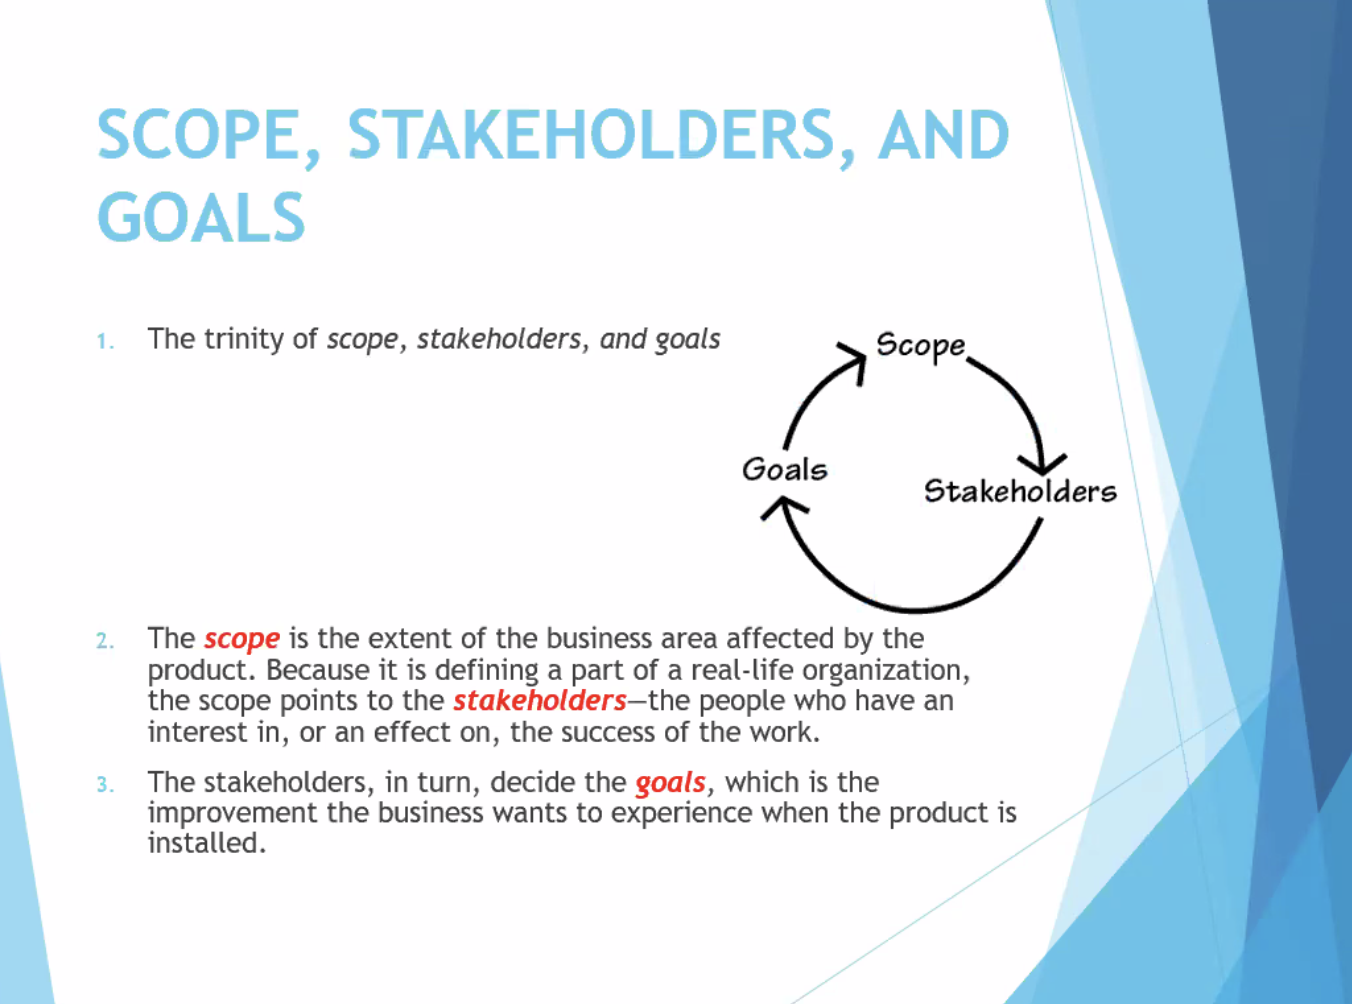 SCOPE, STAKEHOLDERS, AND
GOALS
1. The trinity of scope, stakeholders, and goals
Scope
Goals
Stakeholders
2. The scope is the extent of the business area affected by the
product. Because it is defining a part of a real-life organization,
the scope points to the stakeholders—the people who have an
interest in, or an effect on, the success of the work.
3. The stakeholders, in turn, decide the goals, which is the
improvement the business wants to experience when the product is
installed.